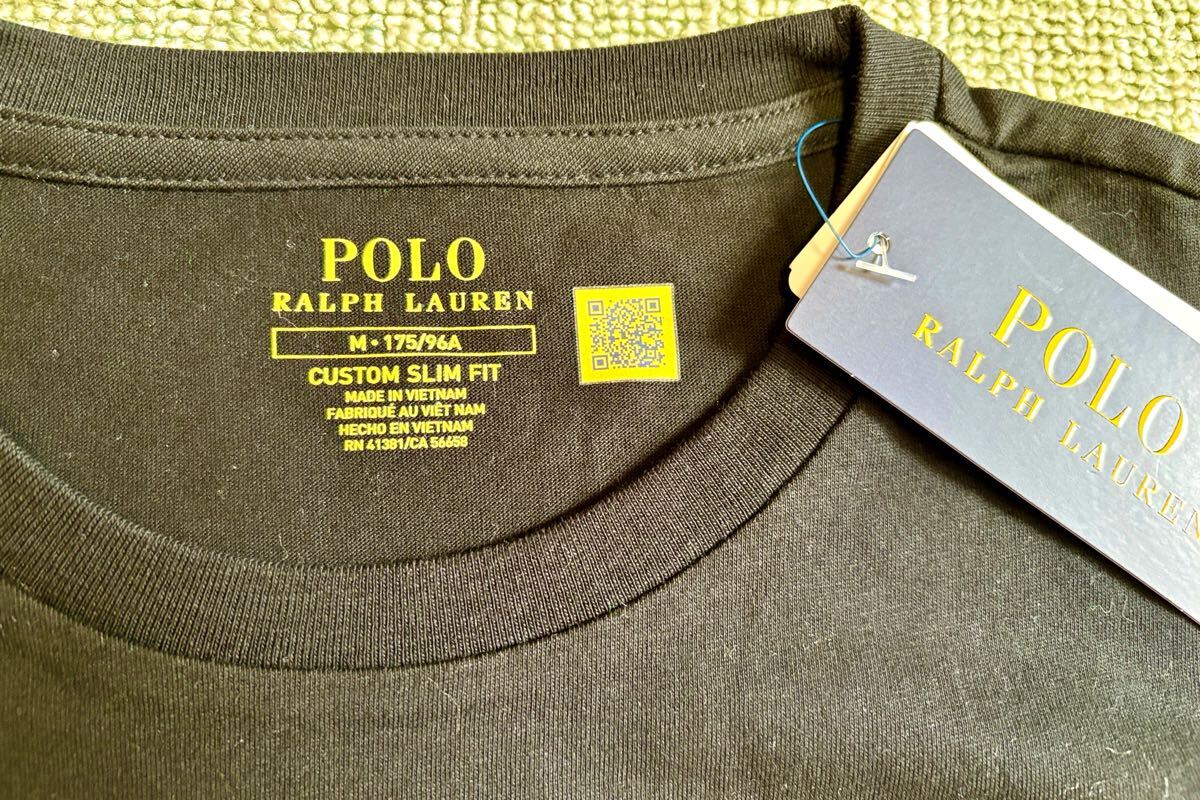 POLO
RALPH LAUREN
M • 175/96A
CUSTOM SLIM FIT
MADE IN VIETNAM
FABRIQUÉ AU VIÊT NAM
HECHO EN VIETNAM
RN 41381/CA 56658
POLO
RALPH LAUREN